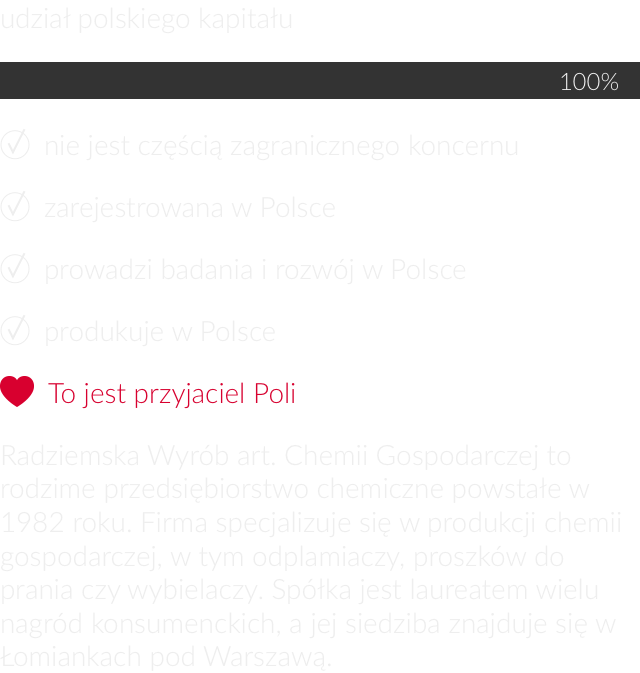 udział polskiego kapitału
100%
nie jest częścią zagranicznego koncernu
zarejestrowana w Polsce
prowadzi badania i rozwój w Polsce
produkuje w Polsce
To jest przyjaciel Poli
Radziemska Wyrób art. Chemii Gospodarczej to
rodzime przedsiębiorstwo chemiczne powstałe w
1982 roku. Firma specjalizuje się w produkcji chemii
gospodarczej, w tym odplamiaczy, proszków do
prania czy wybielaczy. Spółka jest laureatem wielu
nagród konsumenckich, a jej siedziba znajduje się w
Łomiankach pod Warszawą.